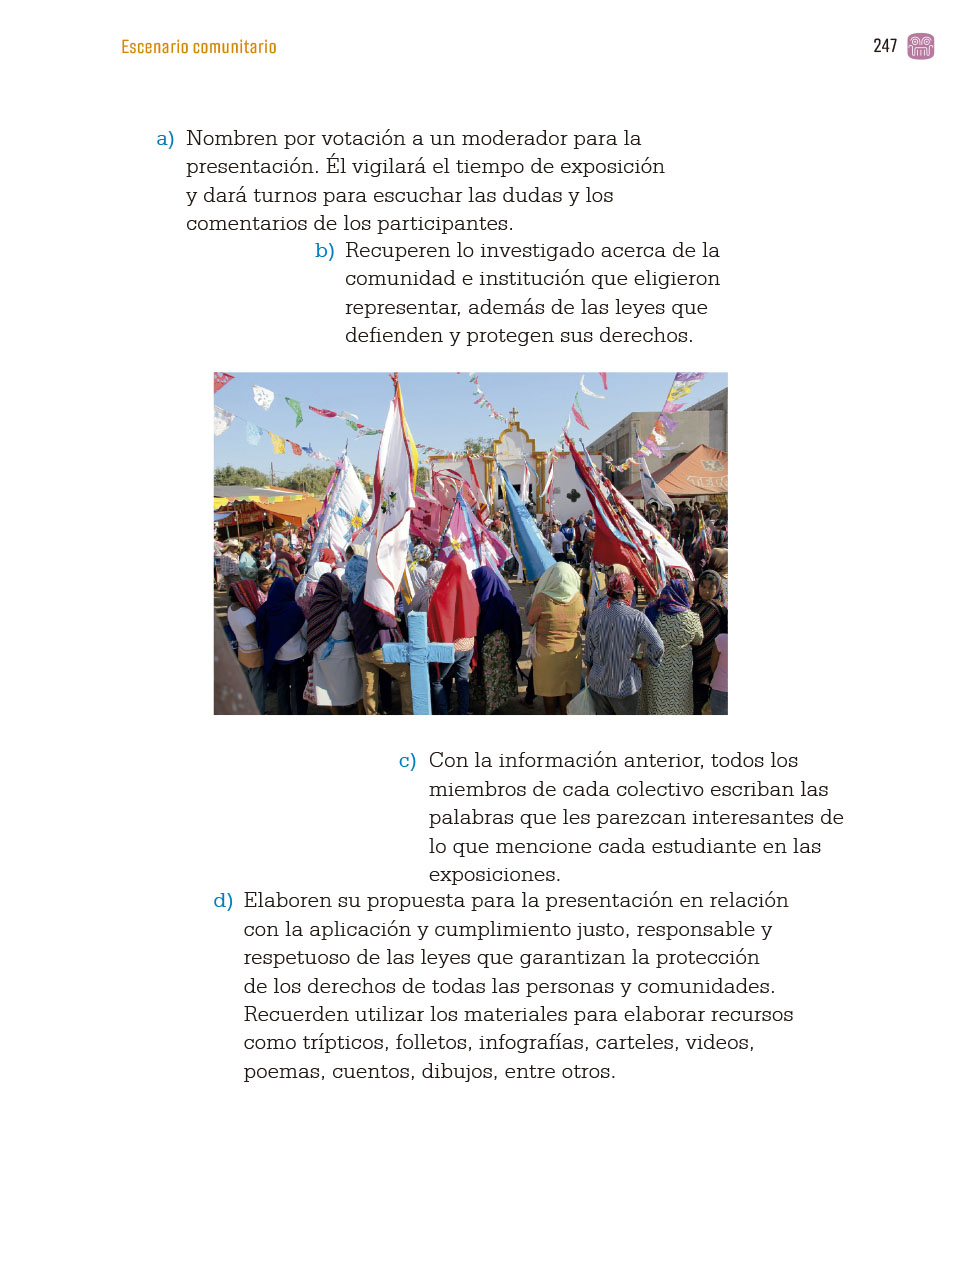 Escenario comunitario
247
a) Nombren por votación a un moderador para la
presentación. Él vigilará el tiempo de exposición
y dará turnos para escuchar las dudas y los
comentarios de los participantes.
b) Recuperen lo investigado acerca de la
comunidad e institución que eligieron
representar, además de las leyes que
defienden y protegen sus derechos.
c) Con la información anterior, todos los
miembros de cada colectivo escriban las
palabras que les parezcan interesantes de
lo que mencione cada estudiante en las
exposiciones.
d) Elaboren su propuesta para la presentación en relación
con la aplicación y cumplimiento justo, responsable y
respetuoso de las leyes que garantizan la protección
de los derechos de todas las personas y comunidades.
Recuerden utilizar los materiales para elaborar recursos
como trípticos, folletos, infografías, carteles, videos,
poemas, cuentos, dibujos, entre otros.